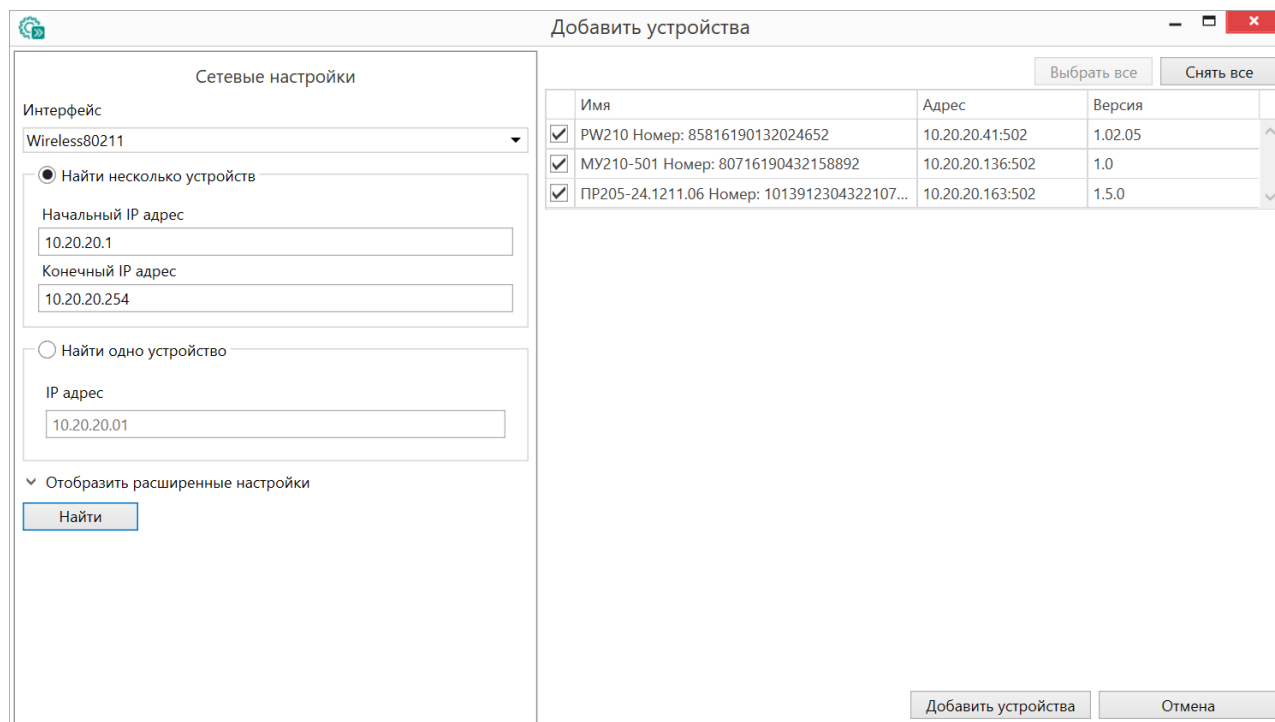 Добавить устройства
Сетевые настройки
Интерфейс
Wireless80211
Найти несколько устройств
Начальный IP адрес
10.20.20.1
Конечный IP адрес
10.20.20.254
Найти одно устройство
IP адрес
10.20.20.01
Отобразить расширенные настройки
Найти
Выбрать все Снять все
Имя Адрес Версия
PW210 Номер: 85816190132024652 10.20.20.41:502 1.02.05
МУ210-501 Номер: 80716190432158892 10.20.20.136:502 1.0
ПР205-24.1211.06 Номер: 1013912304322107... 10.20.20.163:502 1.5.0
Добавить устройства Отмена